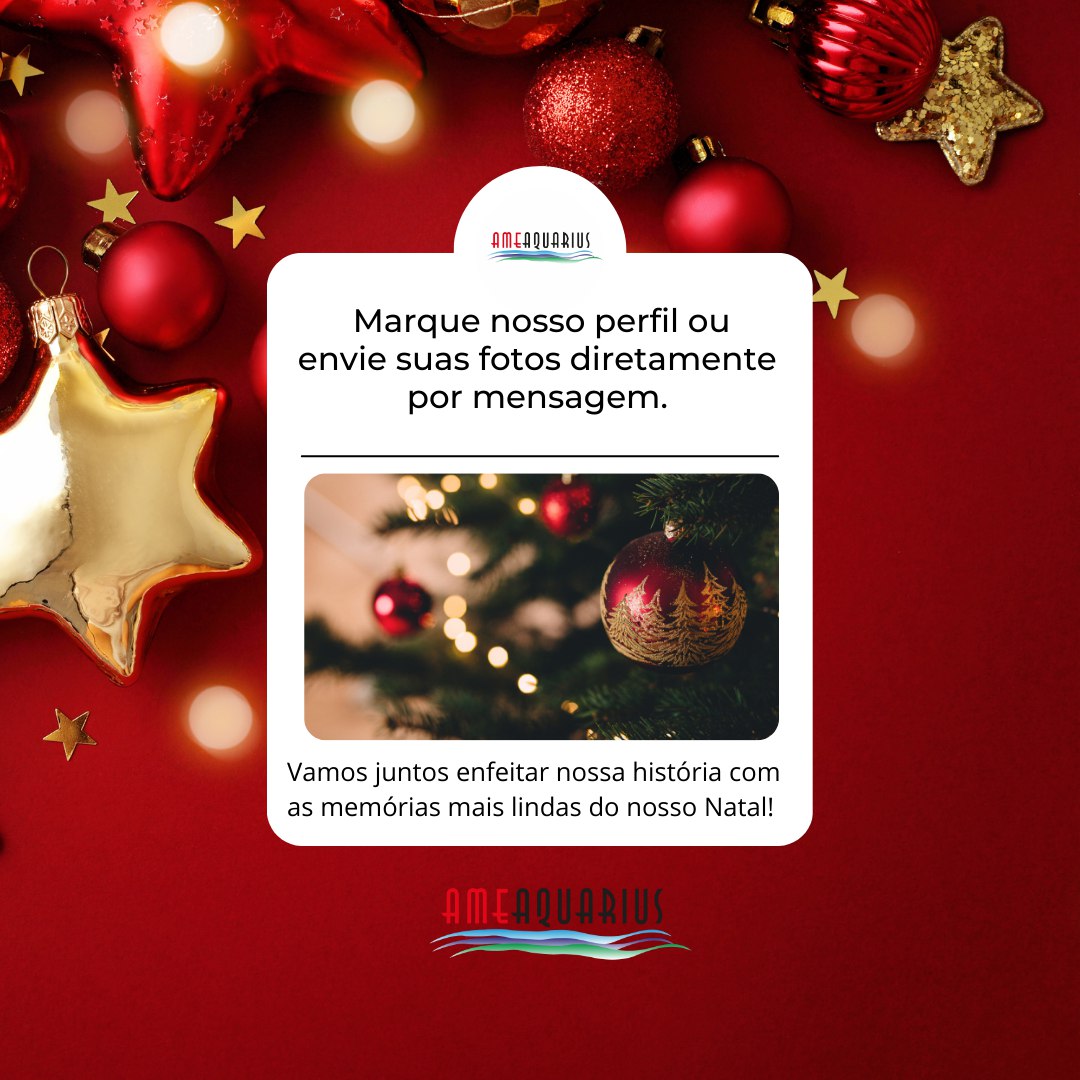 AMEAQUARIUS
Marque nosso perfil ou
envie suas fotos diretamente
por mensagem.
Vamos juntos enfeitar nossa história com
as memórias mais lindas do nosso Natal!
AMEAQUARIUS